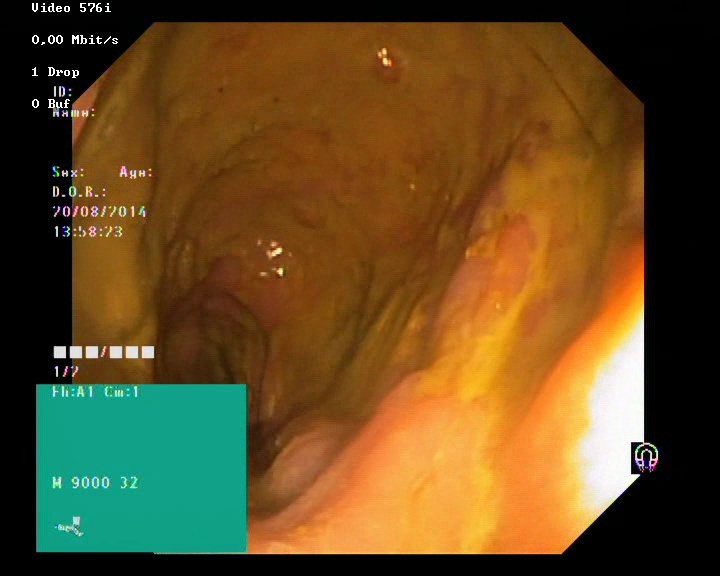 Video 576i
0,00 Mbit/s
1 Drop
ID:
0 Buf
Name:
Sex: Age:
D.O.B.:
20/08/2014
13:58:23
1/2
Eh:A1 Cm:1
M 9000 32